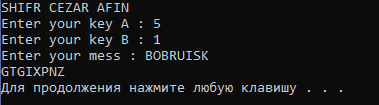 SHIFR CEZAR AFIN
Enter your key A : 5
Enter your key B : 1
Enter your mess : BOBRUISK
GTGIXPNZ
Для продолжения нажмите любую клавишу . . .